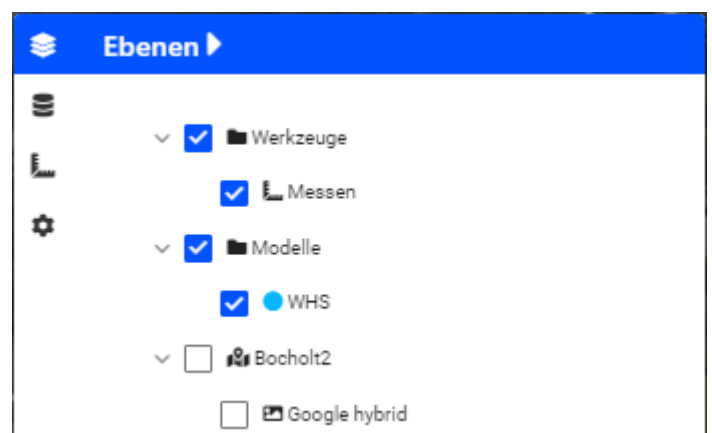 Ebenen
Werkzeuge
Messen
Modelle
WHS
Bocholt2
Google hybrid